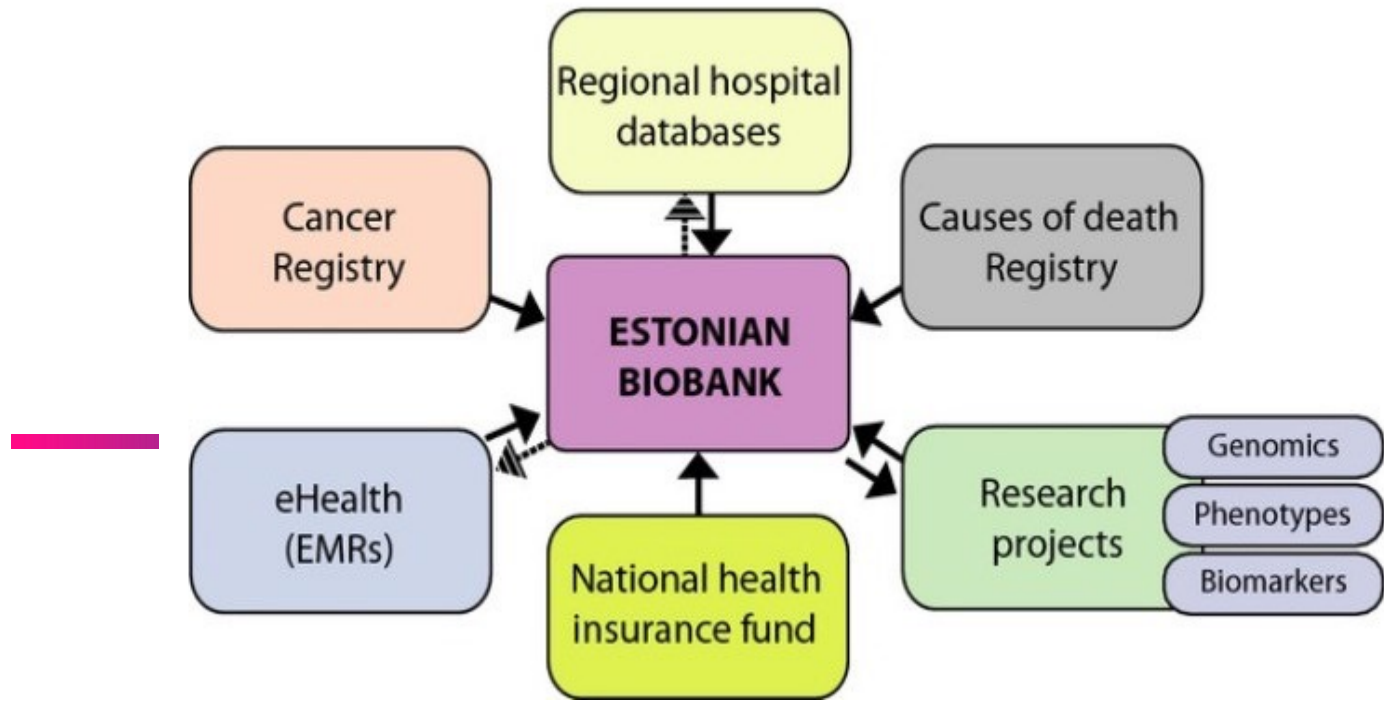 Regional hospital
databases
Cancer
Registry
Causes of death
Registry
ESTONIAN
BIOBANK
eHealth
(EMRs)
National health
insurance fund
Research
projects
Genomics
Phenotypes
Biomarkers